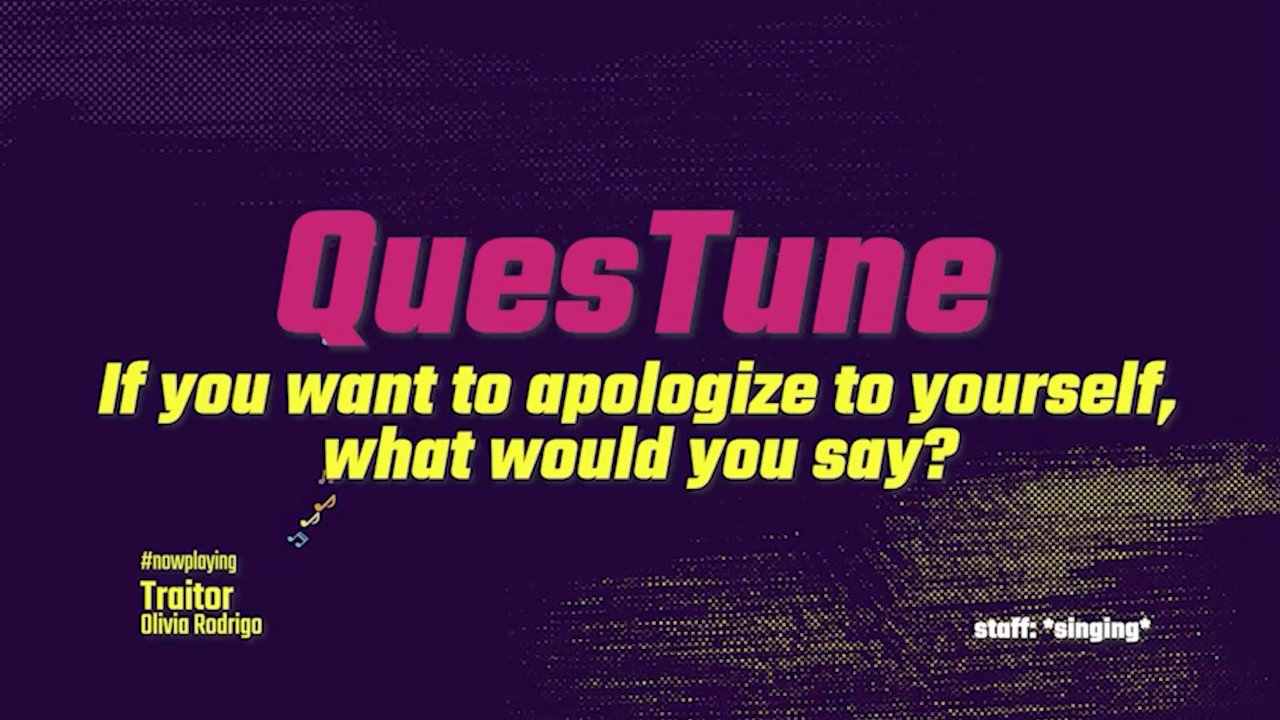 QuesTune
If you want to apologize to yourself,
what would you say?
#nowplaying
Traitor
Olivia Rodrigo
staff: *singing*